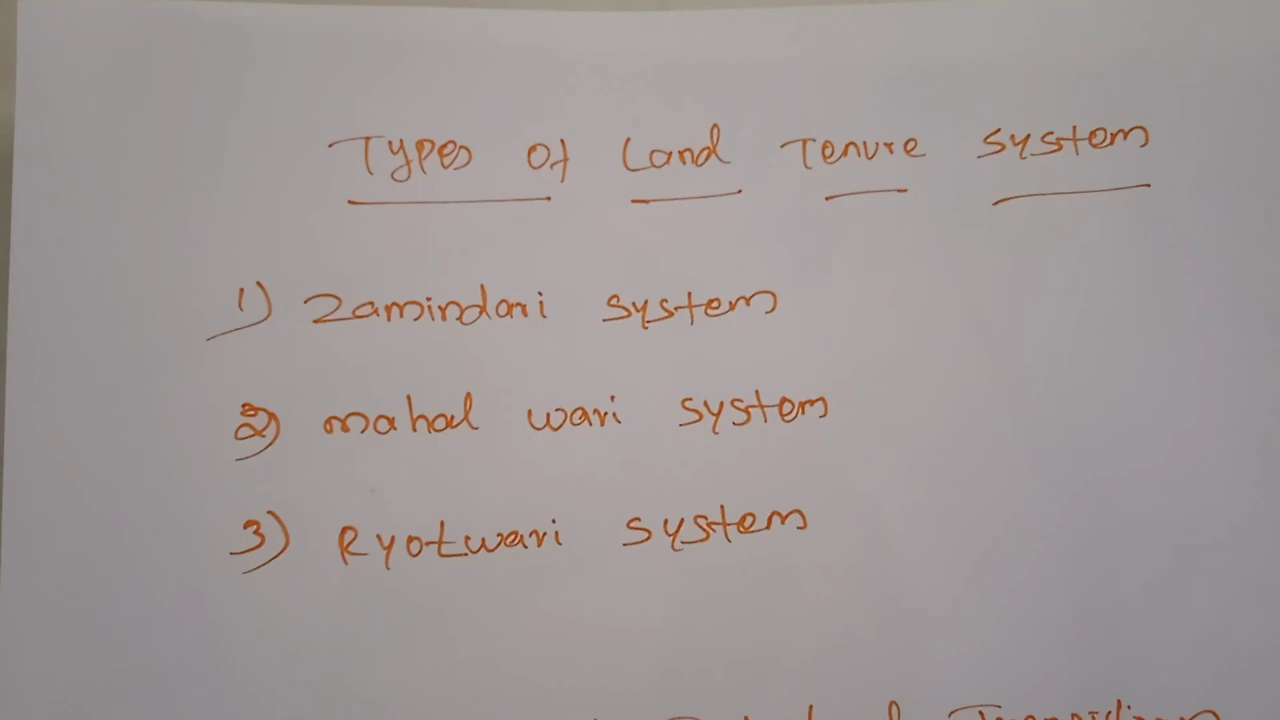 Types of Land Tenure System
1) Zamindari System
2) mahal wari System
3) Ryotwari System